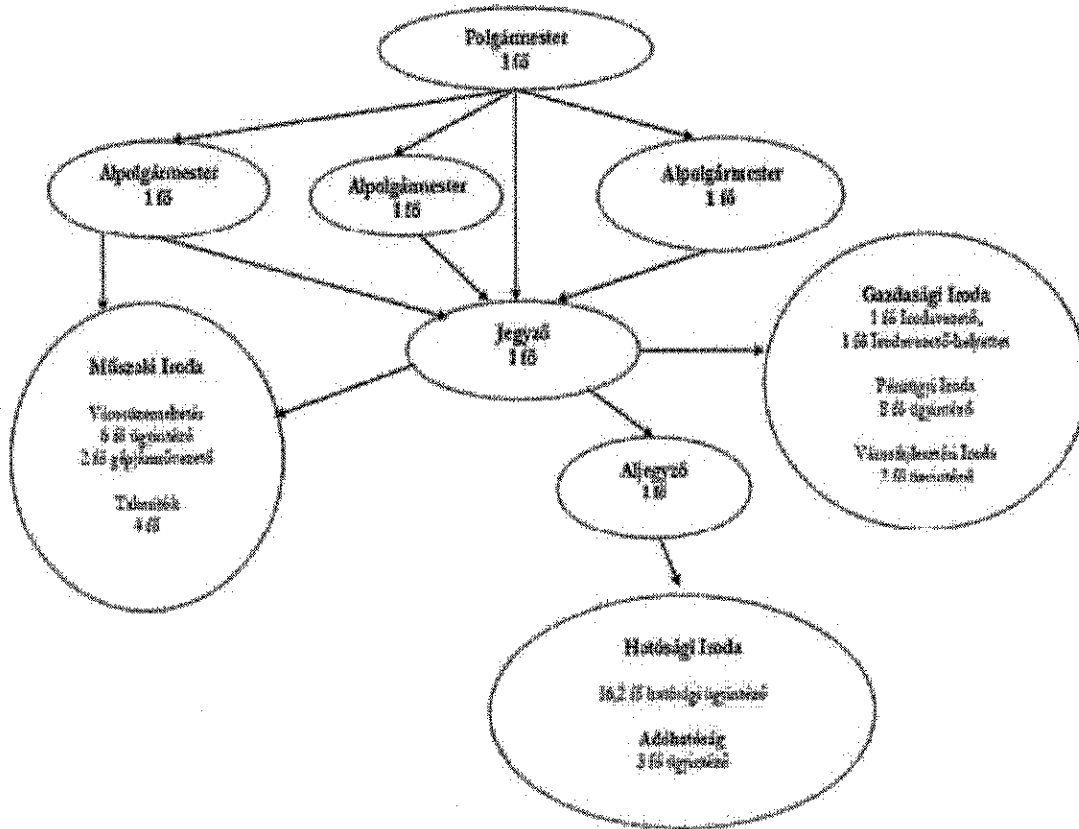 Polgármester
1 fő
Alpolgármester
1 fő
Alpolgármester
1 fő
Alpolgármester
1 fő
Jegyző
1 fő
Gazdasági Iroda
1 fő Irodavezető,
1 fő Irodavezető-helyettes
Pénzügyi Iroda
8 fő ügyintéző
Városfejlesztési Iroda
fő ügyintéző
Műszaki Iroda
Városüzemeltetés
6 fő ügyintéző
2 fő gépjárművezető
Takarítók
4 fő
Aljegyző
1 fő
Hatósági Iroda
16,2 fő hatósági ügyintéző
Adóhatóság
3 fő ügyintéző